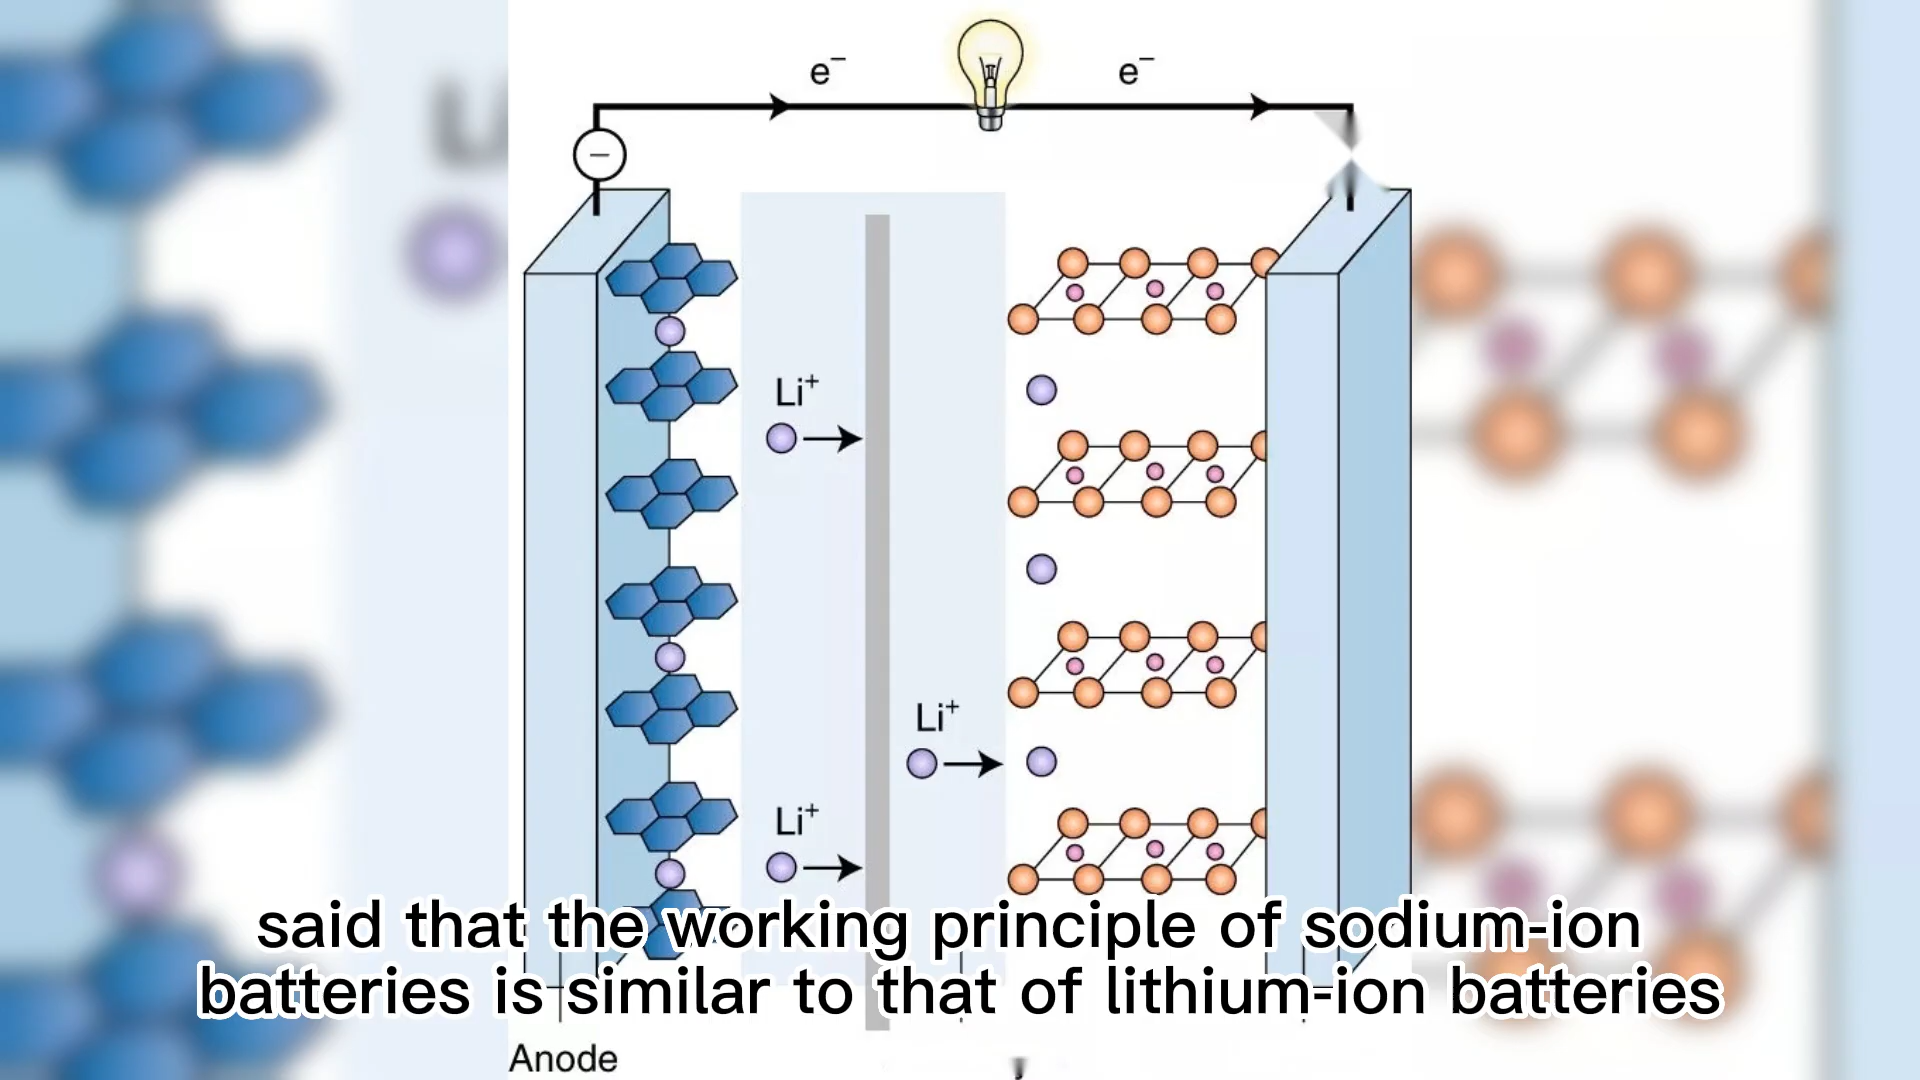 e⁻ e⁻
−
Li⁺
Li⁺
Li⁺
said that the working principle of sodium-ion
batteries is similar to that of lithium-ion batteries
Anode